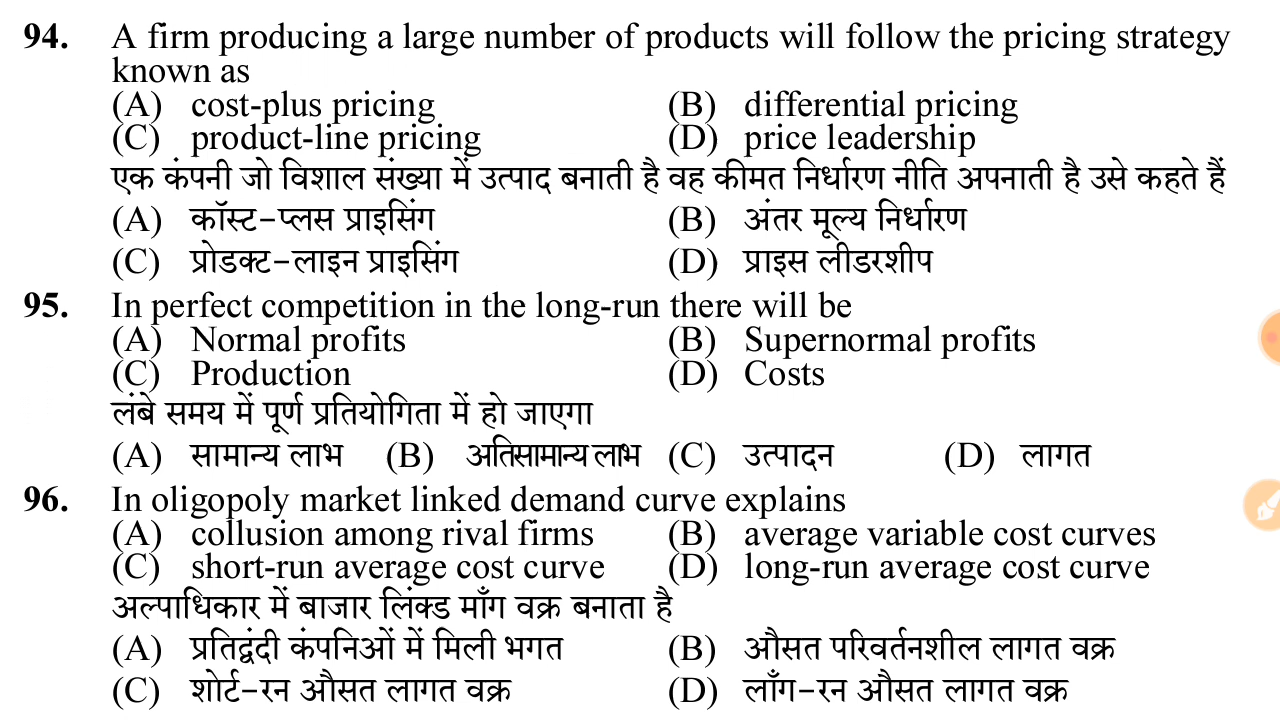 94. A firm producing a large number of products will follow the pricing strategy
known as
(A) cost-plus pricing (B) differential pricing
(C) product-line pricing (D) price leadership
एक कंपनी जो विशाल संख्या में उत्पाद बनाती है वह कीमत निर्धारण नीति अपनाती है उसे कहते हैं
(A) कॉस्ट-प्लस प्राइसिंग (B) अंतर मूल्य निर्धारण
(C) प्रोडक्ट-लाइन प्राइसिंग (D) प्राइस लीडरशीप
95. In perfect competition in the long-run there will be
(A) Normal profits (B) Supernormal profits
(C) Production (D) Costs
लंबे समय में पूर्ण प्रतियोगिता में हो जाएगा
(A) सामान्य लाभ (B) अतिसामान्य लाभ (C) उत्पादन (D) लागत
96. In oligopoly market linked demand curve explains
(A) collusion among rival firms (B) average variable cost curves
(C) short-run average cost curve (D) long-run average cost curve
अल्पाधिकार में बाजार लिंक्ड माँग वक्र बनाता है
(A) प्रतिद्वंदी कंपनिओं में मिली भगत (B) औसत परिवर्तनशील लागत वक्र
(C) शोर्ट-रन औसत लागत वक्र (D) लाँग-रन औसत लागत वक्र